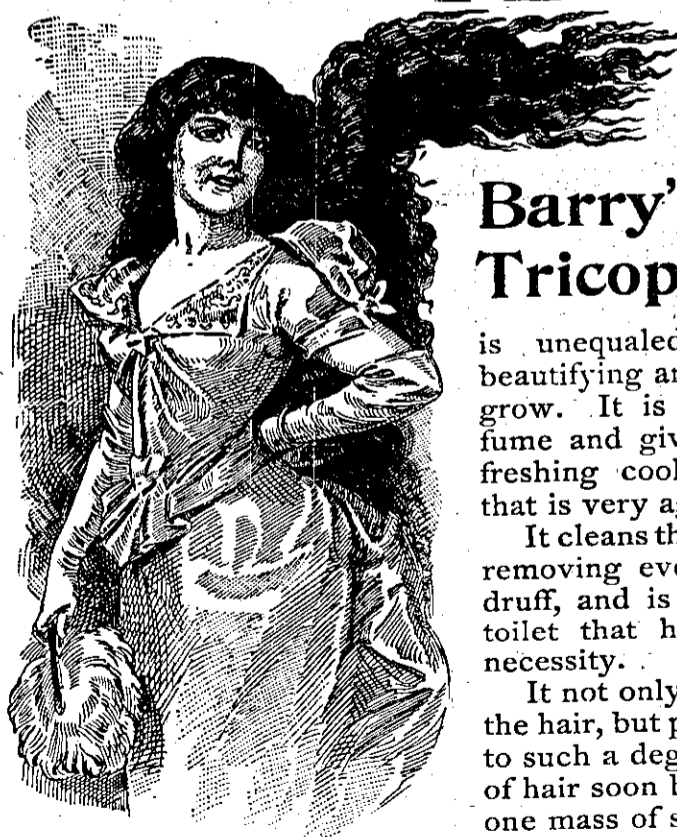 Barry'
Tricop
is unequaled
beautifying an
grow. It is
fume and giv
freshing cool
that is very a
It cleans th
removing eve
druff, and is
toilet that h
necessity.
It not only
the hair, but p
to such a deg
of hair soon b
one mass of s